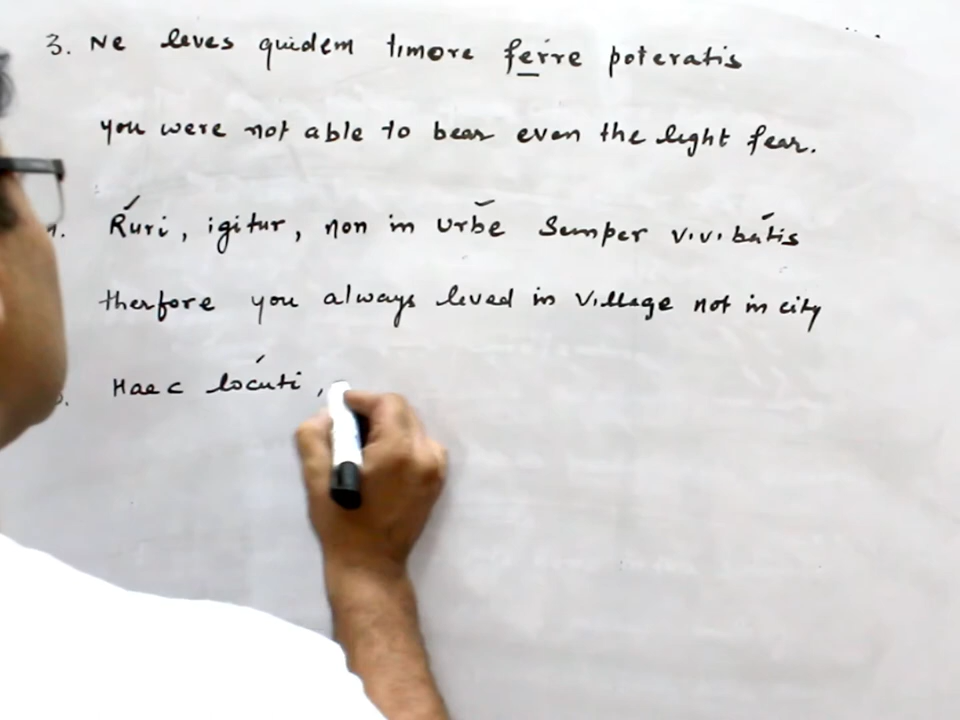 3. Ne leves quidem timore ferre poteratis
you were not able to bear even the light fear.
Ruri, igitur, non in urbe semper vivibatis
therfore you always lived in village not in city
Haec locuti,